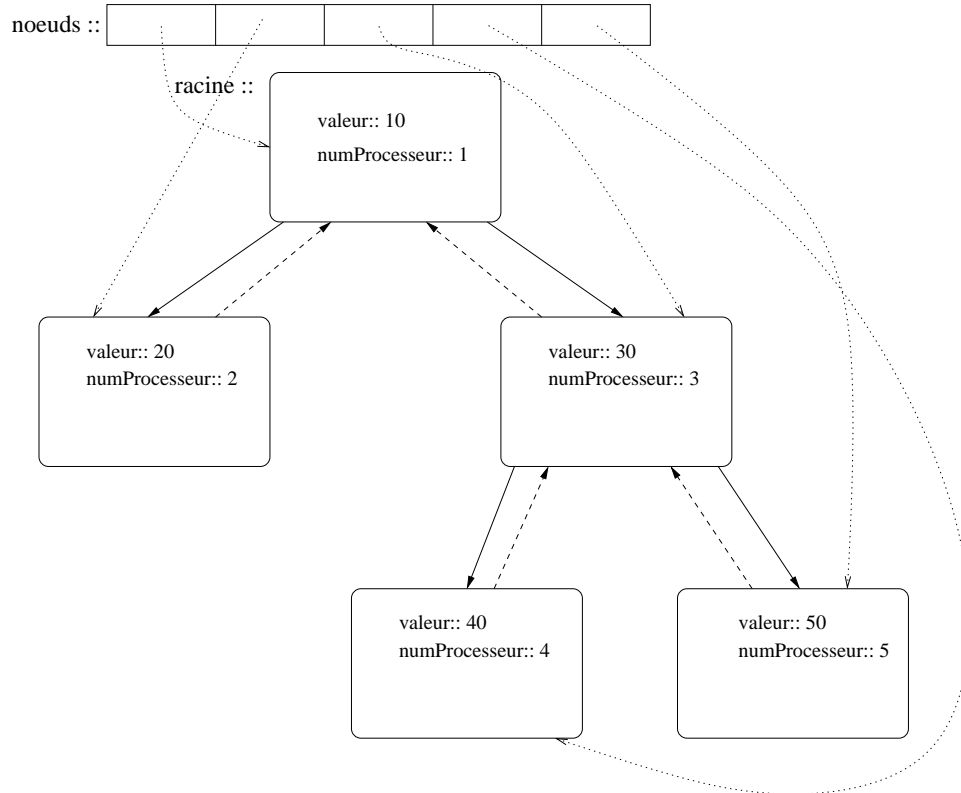 noeuds ::
racine ::
valeur:: 10
numProcesseur:: 1
valeur:: 20
numProcesseur:: 2
valeur:: 30
numProcesseur:: 3
valeur:: 40
numProcesseur:: 4
valeur:: 50
numProcesseur:: 5